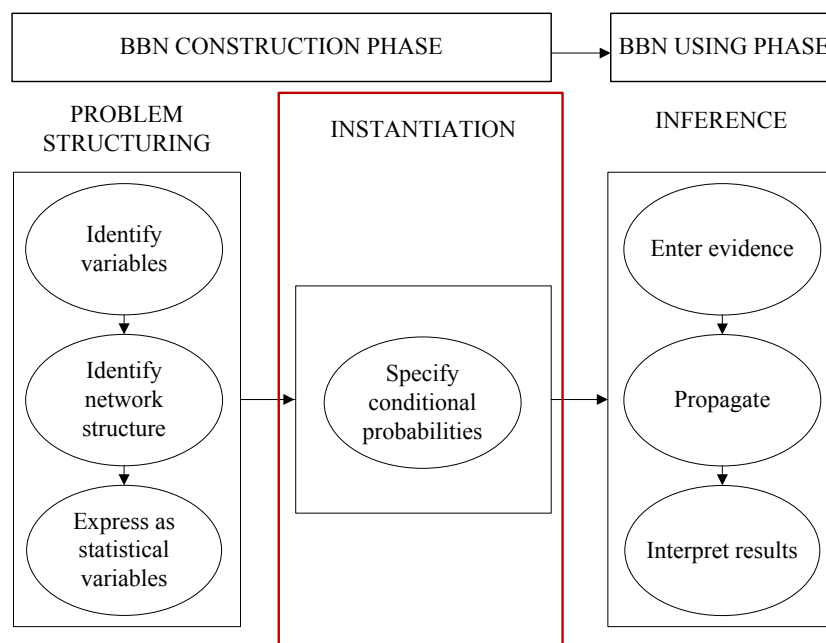 BBN CONSTRUCTION PHASE
BBN USING PHASE
PROBLEM
STRUCTURING
Identify
variables
Identify
network
structure
Express as
statistical
variables
INSTANTIATION
Specify
conditional
probabilities
INFERENCE
Enter evidence
Propagate
Interpret results